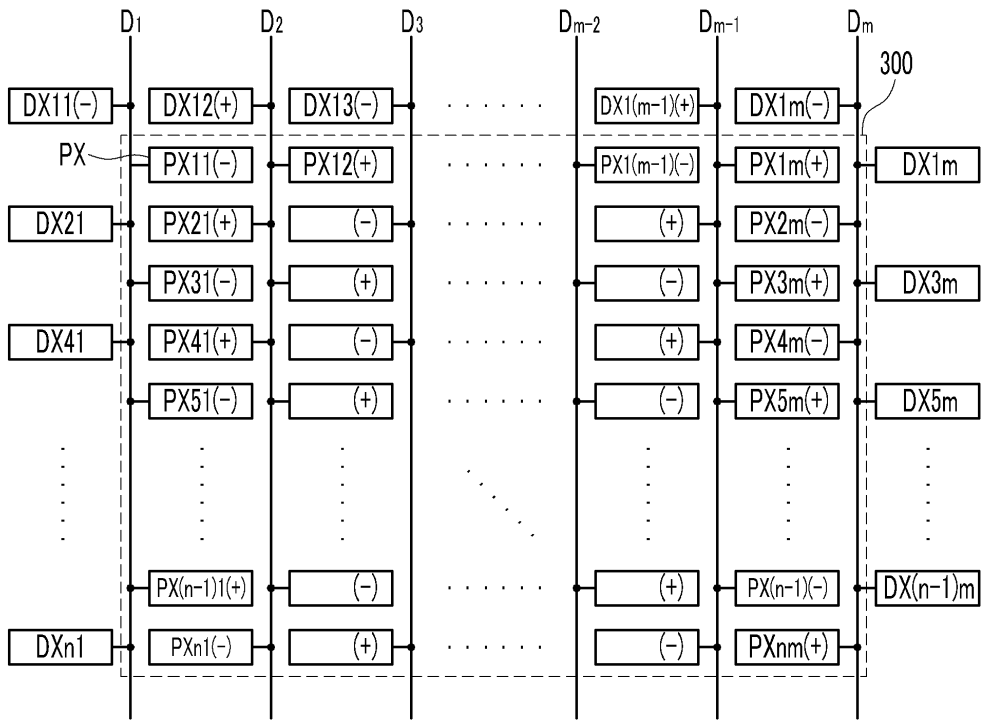 D1 D2 D3 Dm-2 Dm-1 Dm
300
DX11(-) DX12(+) DX13(-) · · · · · · DX1(m-1)(+) DX1m(-)
PX PX11(-) PX12(+) · · · · · · PX1(m-1)(-) PX1m(+) DX1m
DX21 PX21(+) (-) · · · · · · (+) PX2m(-)
PX31(-) (+) · · · · · · (-) PX3m(+) DX3m
DX41 PX41(+) (-) · · · · · · (+) PX4m(-)
PX51(-) (+) · · · · · · (-) PX5m(+) DX5m
PX(n-1)1(+) (-) · · · · · · (+) PX(n-1)(-) DX(n-1)m
DXn1 PXn1(-) (+) · · · · · · (-) PXnm(+)